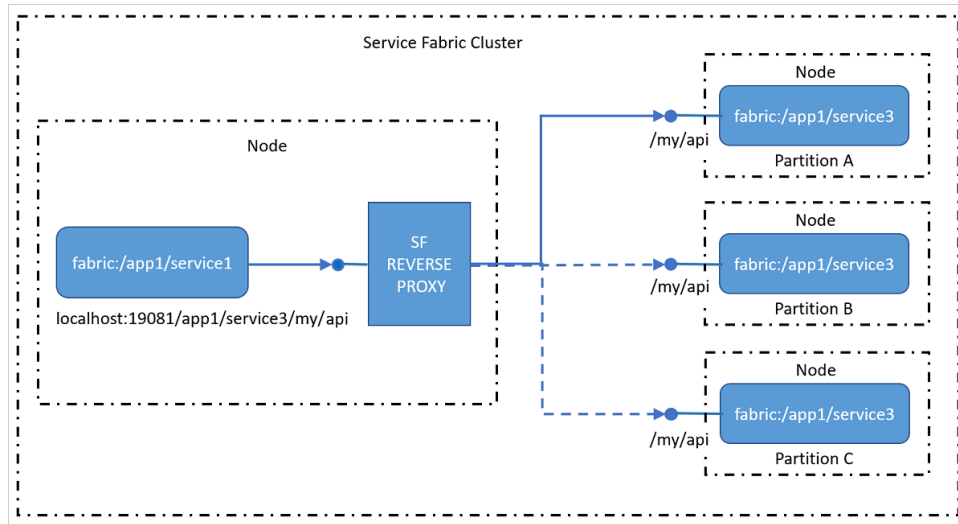 Service Fabric Cluster
Node
fabric:/app1/service1
localhost:19081/app1/service3/my/api
SF
REVERSE
PROXY
Node
fabric:/app1/service3
/my/api
Partition A
Node
fabric:/app1/service3
/my/api
Partition B
Node
fabric:/app1/service3
/my/api
Partition C